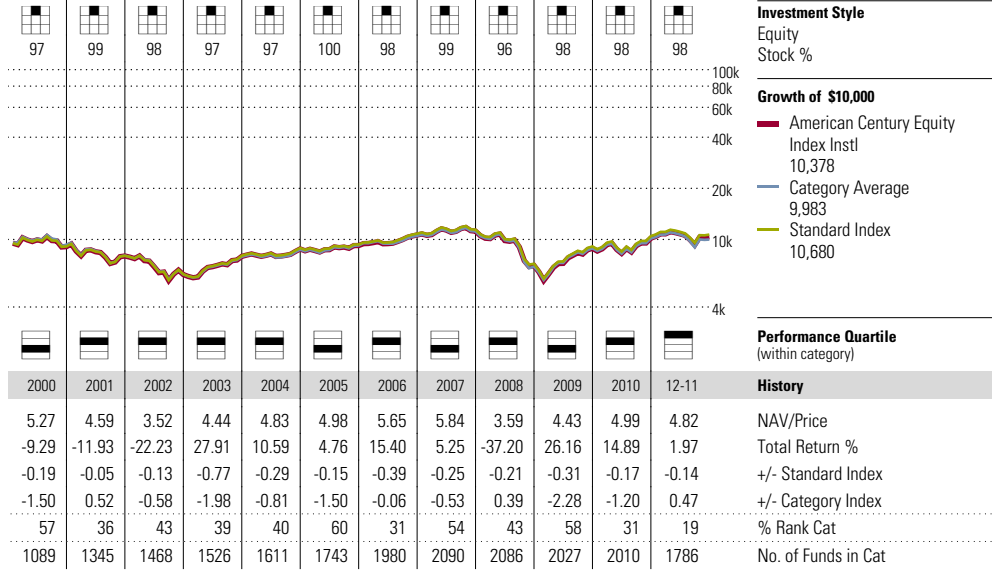 97 99 98 97 97 100 98 99 96 98 98 98
100k
80k
60k
40k
20k
10k
4k
Investment Style
Equity
Stock %
Growth of $10,000
American Century Equity
Index Instl
10,378
Category Average
9,983
Standard Index
10,680
Performance Quartile
(within category)
2000 2001 2002 2003 2004 2005 2006 2007 2008 2009 2010 12-11 History
5.27 4.59 3.52 4.44 4.83 4.98 5.65 5.84 3.59 4.43 4.99 4.82 NAV/Price
-9.29 -11.93 -22.23 27.91 10.59 4.76 15.40 5.25 -37.20 26.16 14.89 1.97 Total Return %
-0.19 -0.05 -0.13 -0.77 -0.29 -0.15 -0.39 -0.25 -0.21 -0.31 -0.17 -0.14 +/- Standard Index
-1.50 0.52 -0.58 -1.98 -0.81 -1.50 -0.06 -0.53 0.39 -2.28 -1.20 0.47 +/- Category Index
57 36 43 39 40 60 31 54 43 58 31 19 % Rank Cat
1089 1345 1468 1526 1611 1743 1980 2090 2086 2027 2010 1786 No. of Funds in Cat